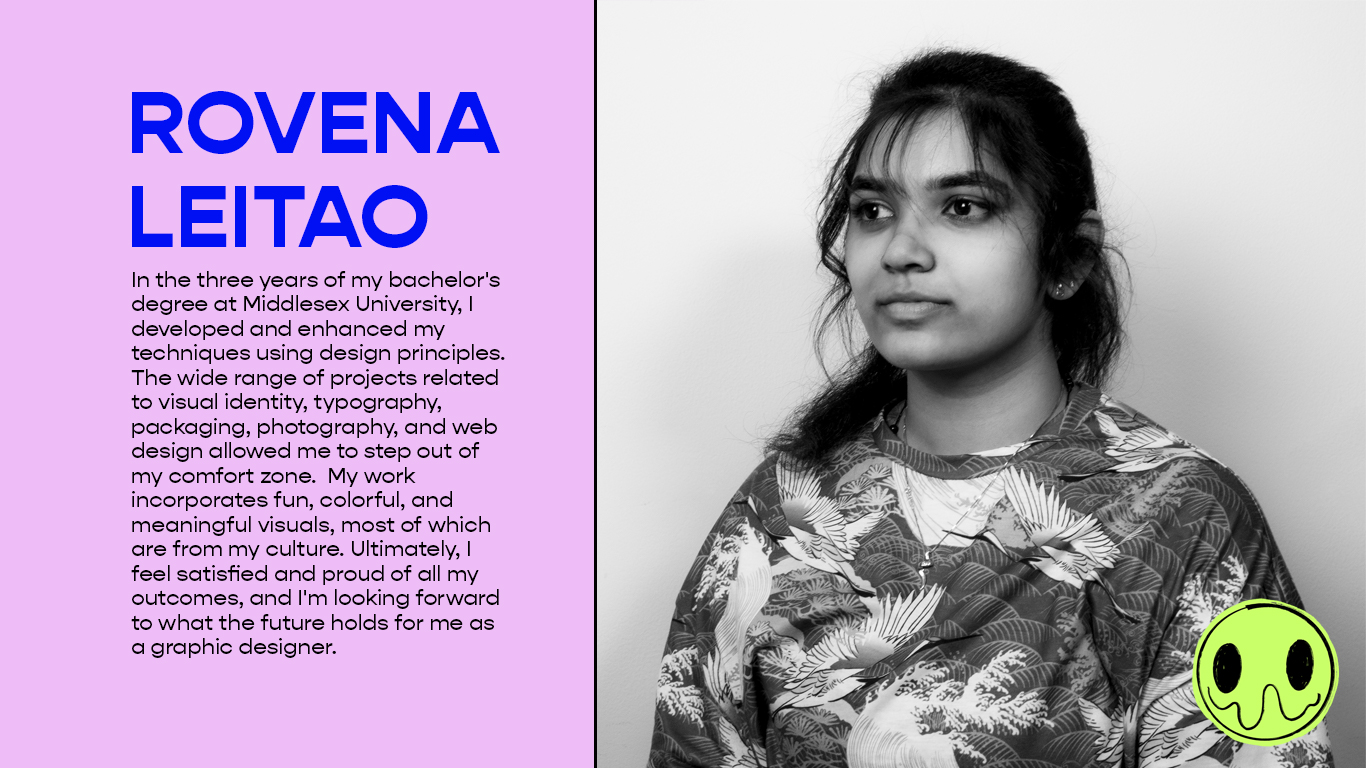 ROVENA
LEITAO
In the three years of my bachelor's
degree at Middlesex University, I
developed and enhanced my
techniques using design principles.
The wide range of projects related
to visual identity, typography,
packaging, photography, and web
design allowed me to step out of
my comfort zone.  My work
incorporates fun, colorful, and
meaningful visuals, most of which
are from my culture. Ultimately, I
feel satisfied and proud of all my
outcomes, and I'm looking forward
to what the future holds for me as
a graphic designer.